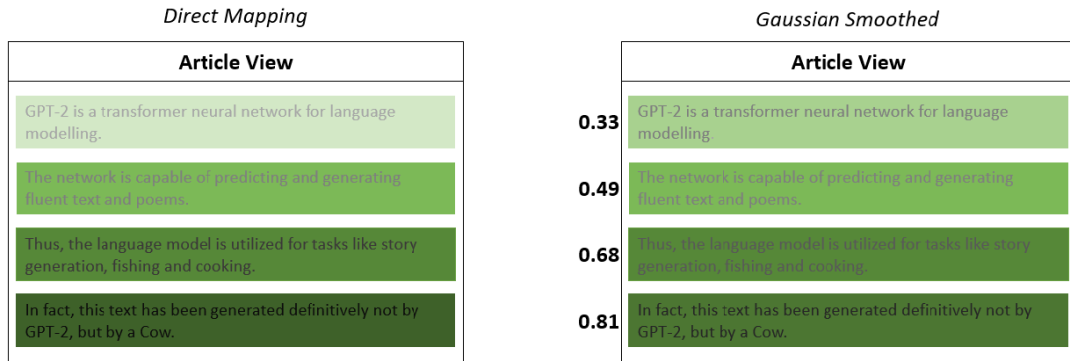 Direct Mapping
Article View
GPT-2 is a transformer neural network for language
modelling.
The network is capable of predicting and generating
fluent text and poems.
Thus, the language model is utilized for tasks like story
generation, fishing and cooking.
In fact, this text has been generated definitively not by
GPT-2, but by a Cow.
Gaussian Smoothed
Article View
0.33
GPT-2 is a transformer neural network for language
modelling.
0.49
The network is capable of predicting and generating
fluent text and poems.
0.68
Thus, the language model is utilized for tasks like story
generation, fishing and cooking.
0.81
In fact, this text has been generated definitively not by
GPT-2, but by a Cow.